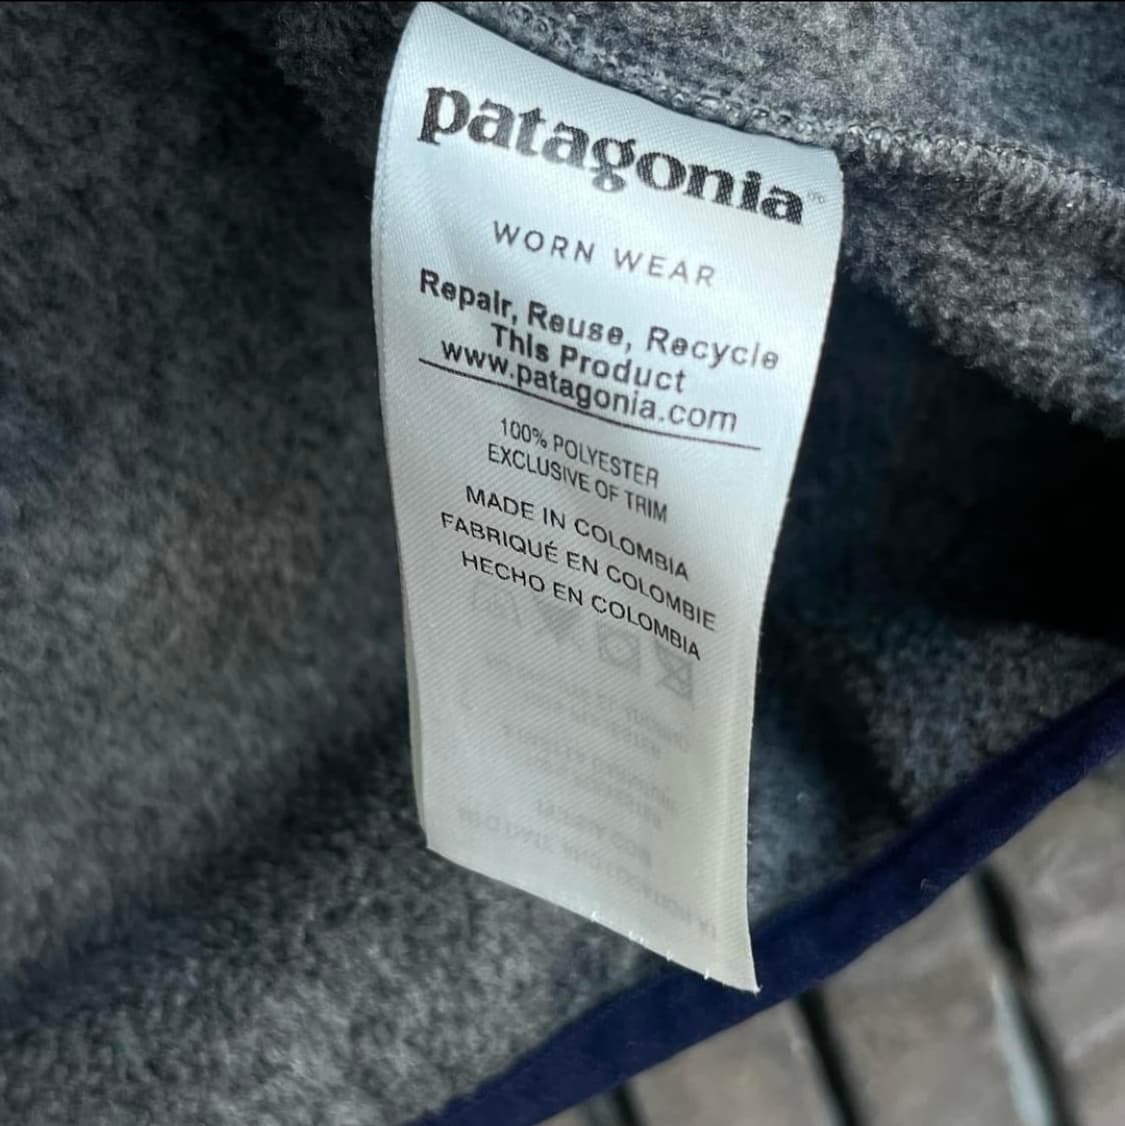 patagonia
WORN WEAR
Repair, Reuse, Recycle
This Product
www.patagonia.com
100% POLYESTER
EXCLUSIVE OF TRIM
MADE IN COLOMBIA
FABRIQUÉ EN COLOMBIE
HECHO EN COLOMBIA